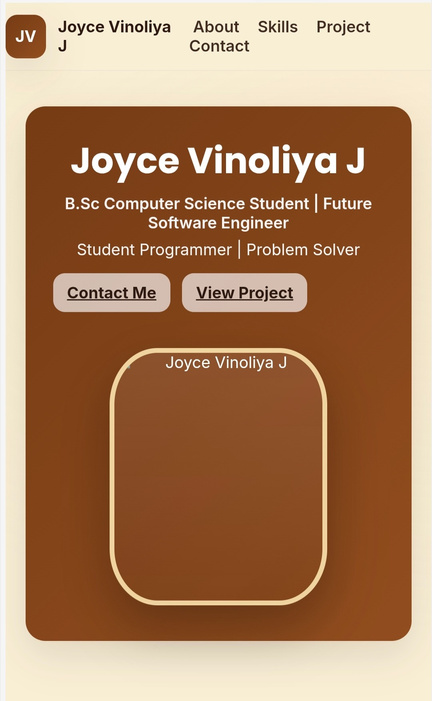 JV
Joyce Vinoliya J
About Skills Project
Contact
Joyce Vinoliya J
B.Sc Computer Science Student | Future
Software Engineer
Student Programmer | Problem Solver
Contact Me View Project
Joyce Vinoliya J